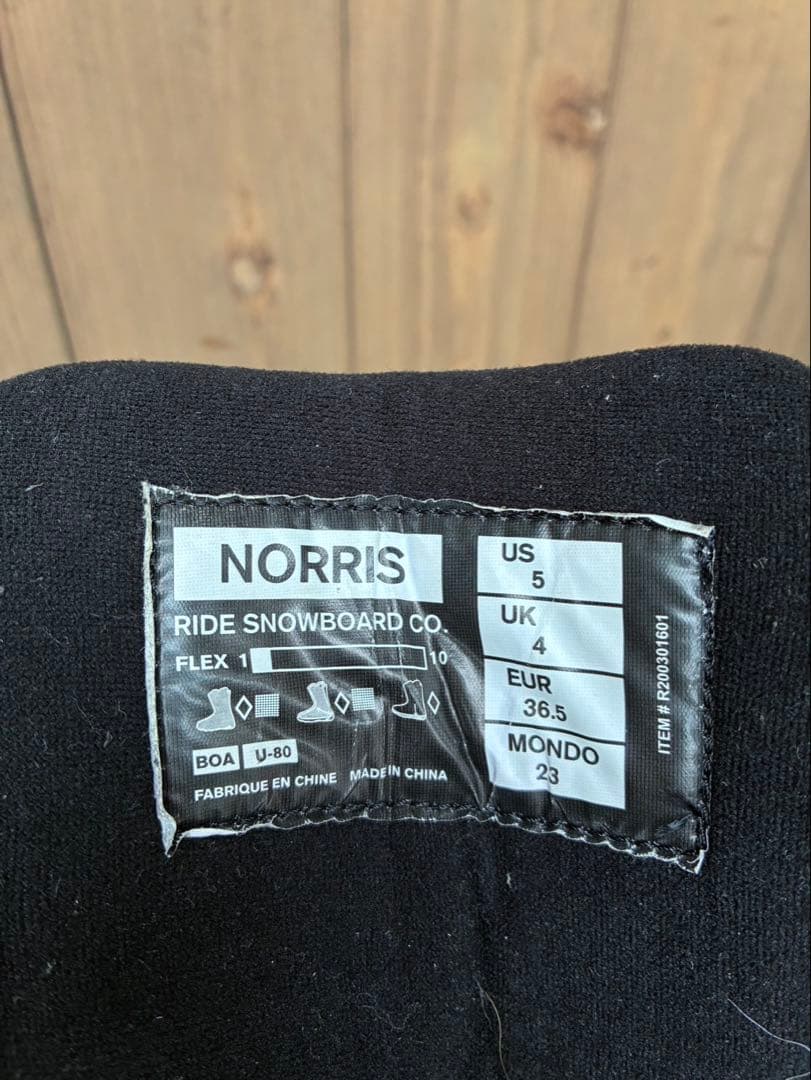 NORRIS
RIDE SNOWBOARD CO.
FLEX 1 10
BOA U-80
FABRIQUE EN CHINE MADE IN CHINA
US
5
UK
4
EUR
36.5
MONDO
23
ITEM # R200301601